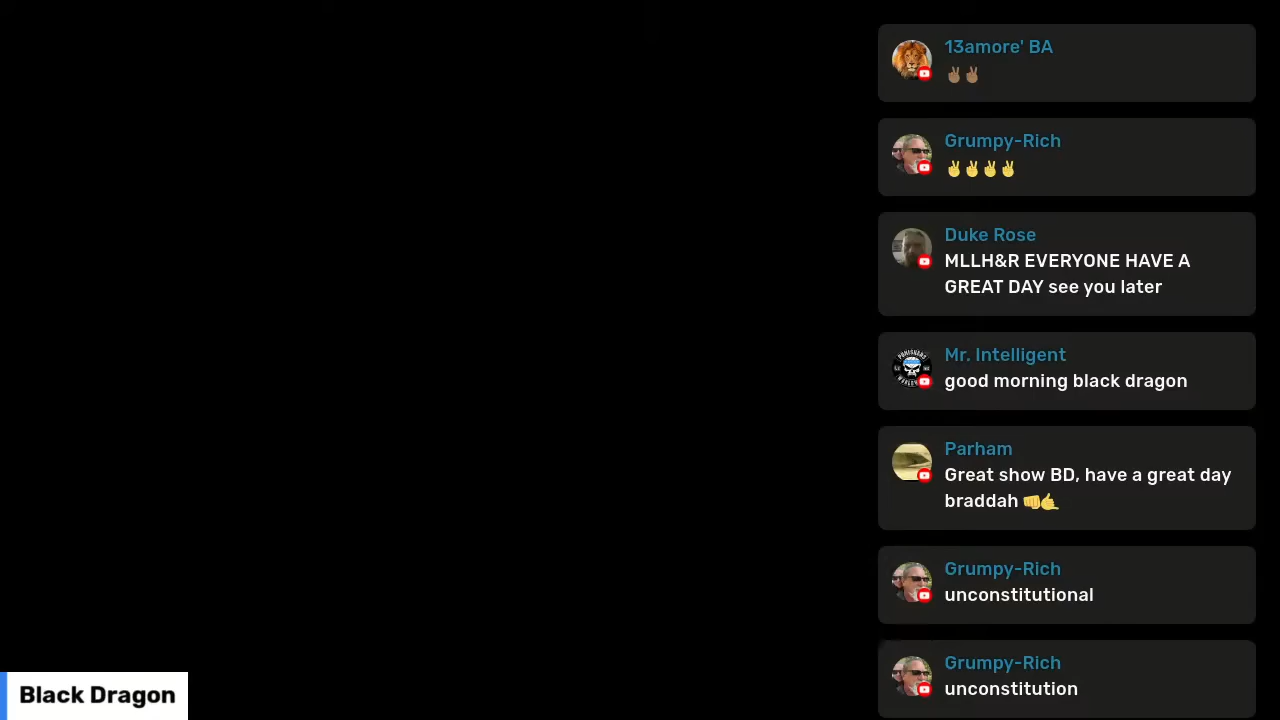 13amore' BA
✌🏽✌🏽
Grumpy-Rich
✌✌✌✌
Duke Rose
MLLH&R EVERYONE HAVE A
GREAT DAY see you later
Mr. Intelligent
good morning black dragon
Parham
Great show BD, have a great day
braddah 👊🤙
Grumpy-Rich
unconstitutional
Grumpy-Rich
unconstitution
Black Dragon